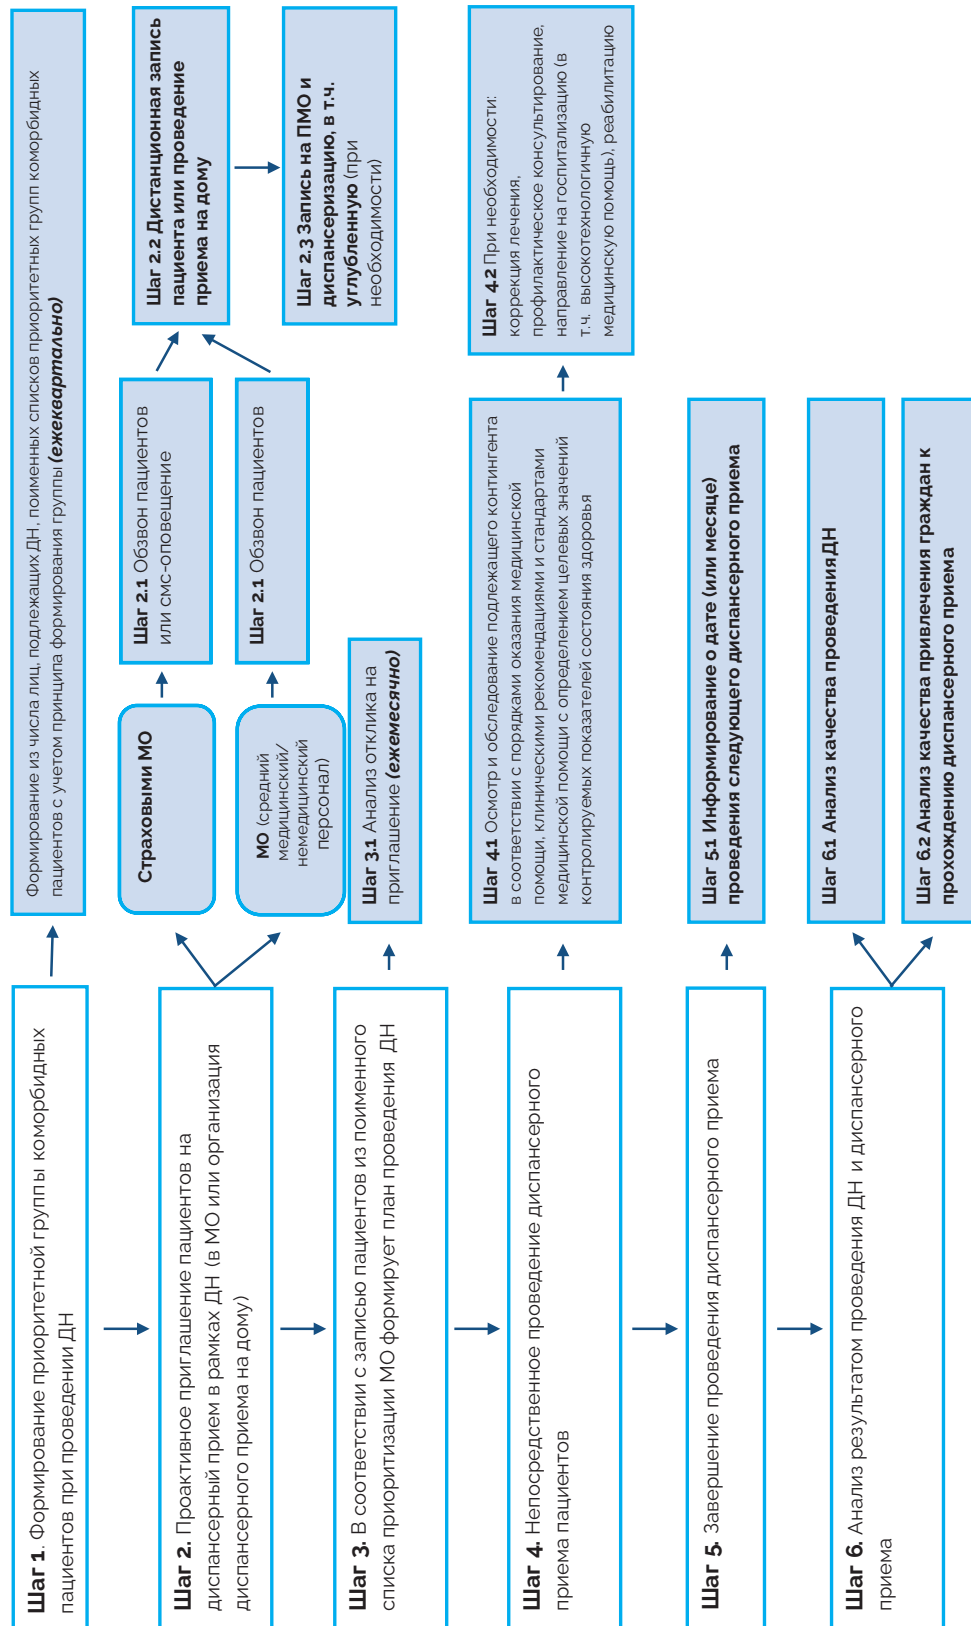 Шаг 1. Формирование приоритетной группы коморбидных
пациентов при проведении ДН
Формирование из числа лиц, подлежащих ДН, поименных списков приоритетных групп коморбидных
пациентов с учетом принципа формирования группы (ежеквартально)
Шаг 2. Проактивное приглашение пациентов на
диспансерный прием в рамках ДН (в МО или организация
диспансерного приема на дому)
Страховыми МО
Шаг 2.1 Обзвон пациентов
или смс-оповещение
МО (средний
медицинский/
немедицинский
персонал)
Шаг 2.1 Обзвон пациентов
Шаг 2.2 Дистанционная запись
пациента или проведение
приема на дому
Шаг 2.3 Запись на ПМО и
диспансеризацию, в т.ч.
углубленную (при
необходимости)
Шаг 3. В соответствии с записью пациентов из поименного
списка приоритизации МО формирует план проведения ДН
Шаг 3.1 Анализ отклика на
приглашение (ежемесячно)
Шаг 4. Непосредственное проведение диспансерного
приема пациентов
Шаг 4.1 Осмотр и обследование подлежащего контингента
в соответствии с порядками оказания медицинской
помощи, клиническими рекомендациями и стандартами
медицинской помощи с определением целевых значений
контролируемых показателей состояния здоровья
Шаг 4.2 При необходимости:
коррекция лечения,
профилактическое консультирование,
направление на госпитализацию (в
т.ч. высокотехнологичную
медицинскую помощь), реабилитацию
Шаг 5. Завершение проведения диспансерного приема
Шаг 5.1 Информирование о дате (или месяце)
проведения следующего диспансерного приема
Шаг 6. Анализ результатом проведения ДН и диспансерного
приема
Шаг 6.1 Анализ качества проведения ДН
Шаг 6.2 Анализ качества привлечения граждан к
прохождению диспансерного приема